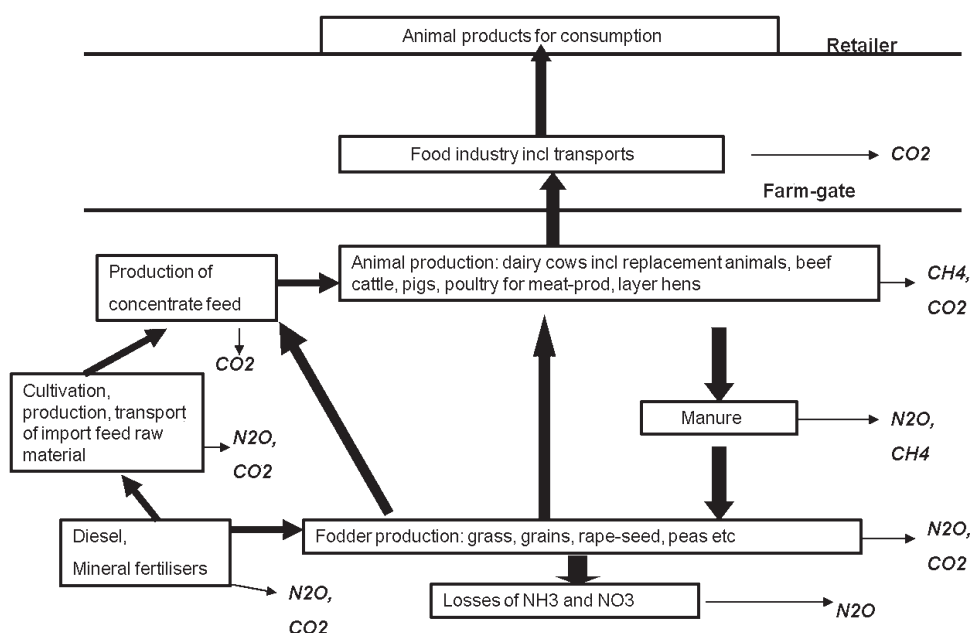 Animal products for consumption
Retailer
Food industry incl transports
CO2
Farm-gate
Production of
concentrate feed
Animal production: dairy cows incl replacement animals, beef
cattle, pigs, poultry for meat-prod, layer hens
CH4,
CO2
CO2
Cultivation,
production, transport
of import feed raw
material
N2O,
CO2
Manure
N2O,
CH4
Diesel,
Mineral fertilisers
N2O,
CO2
Fodder production: grass, grains, rape-seed, peas etc
N2O,
CO2
Losses of NH3 and NO3
N2O